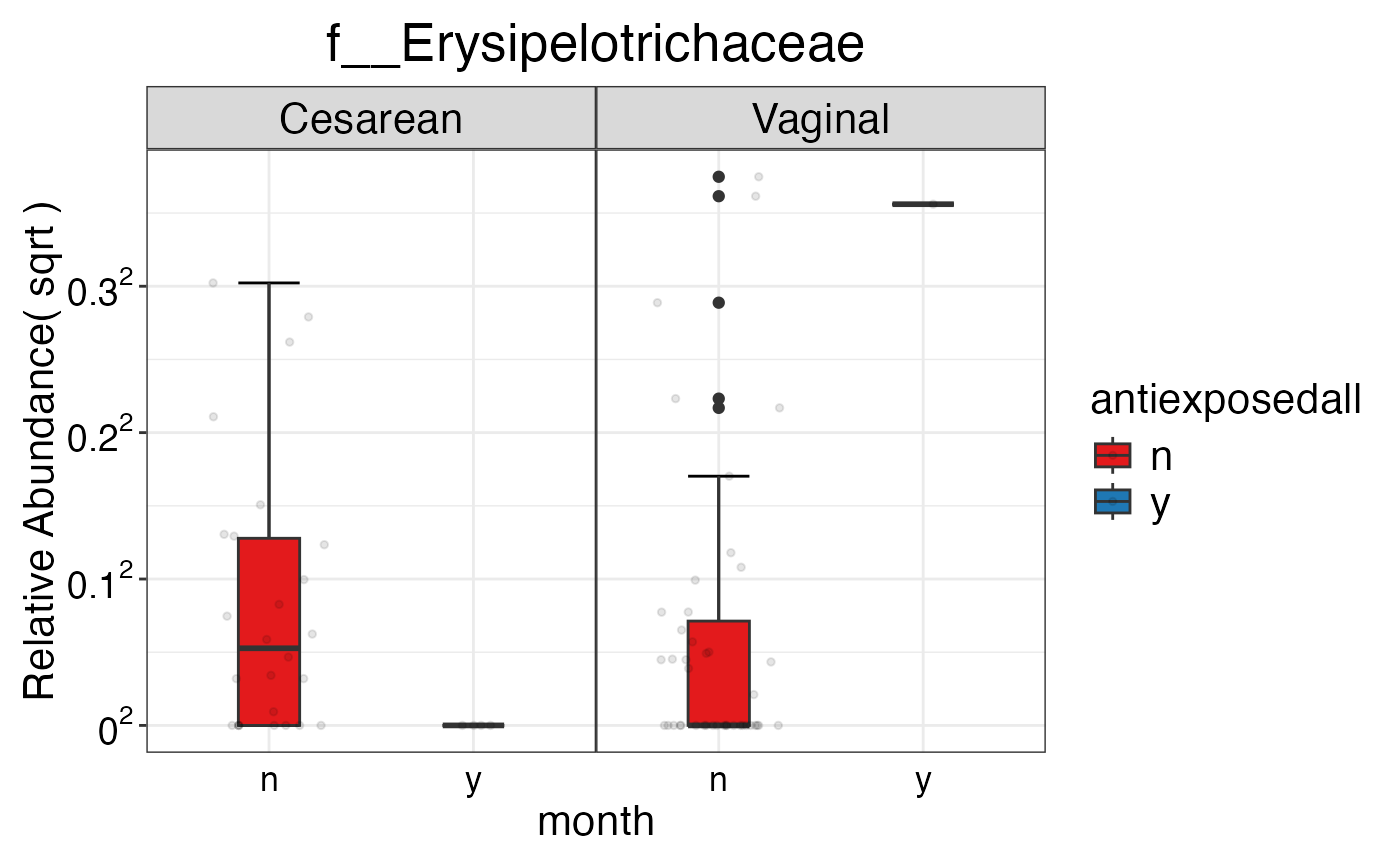 f__Erysipelotrichaceae
Cesarean
Vaginal
Relative Abundance( sqrt )
0.3²
0.2²
0.1²
0²
n
y
n
y
month
antiexposedall
n
y